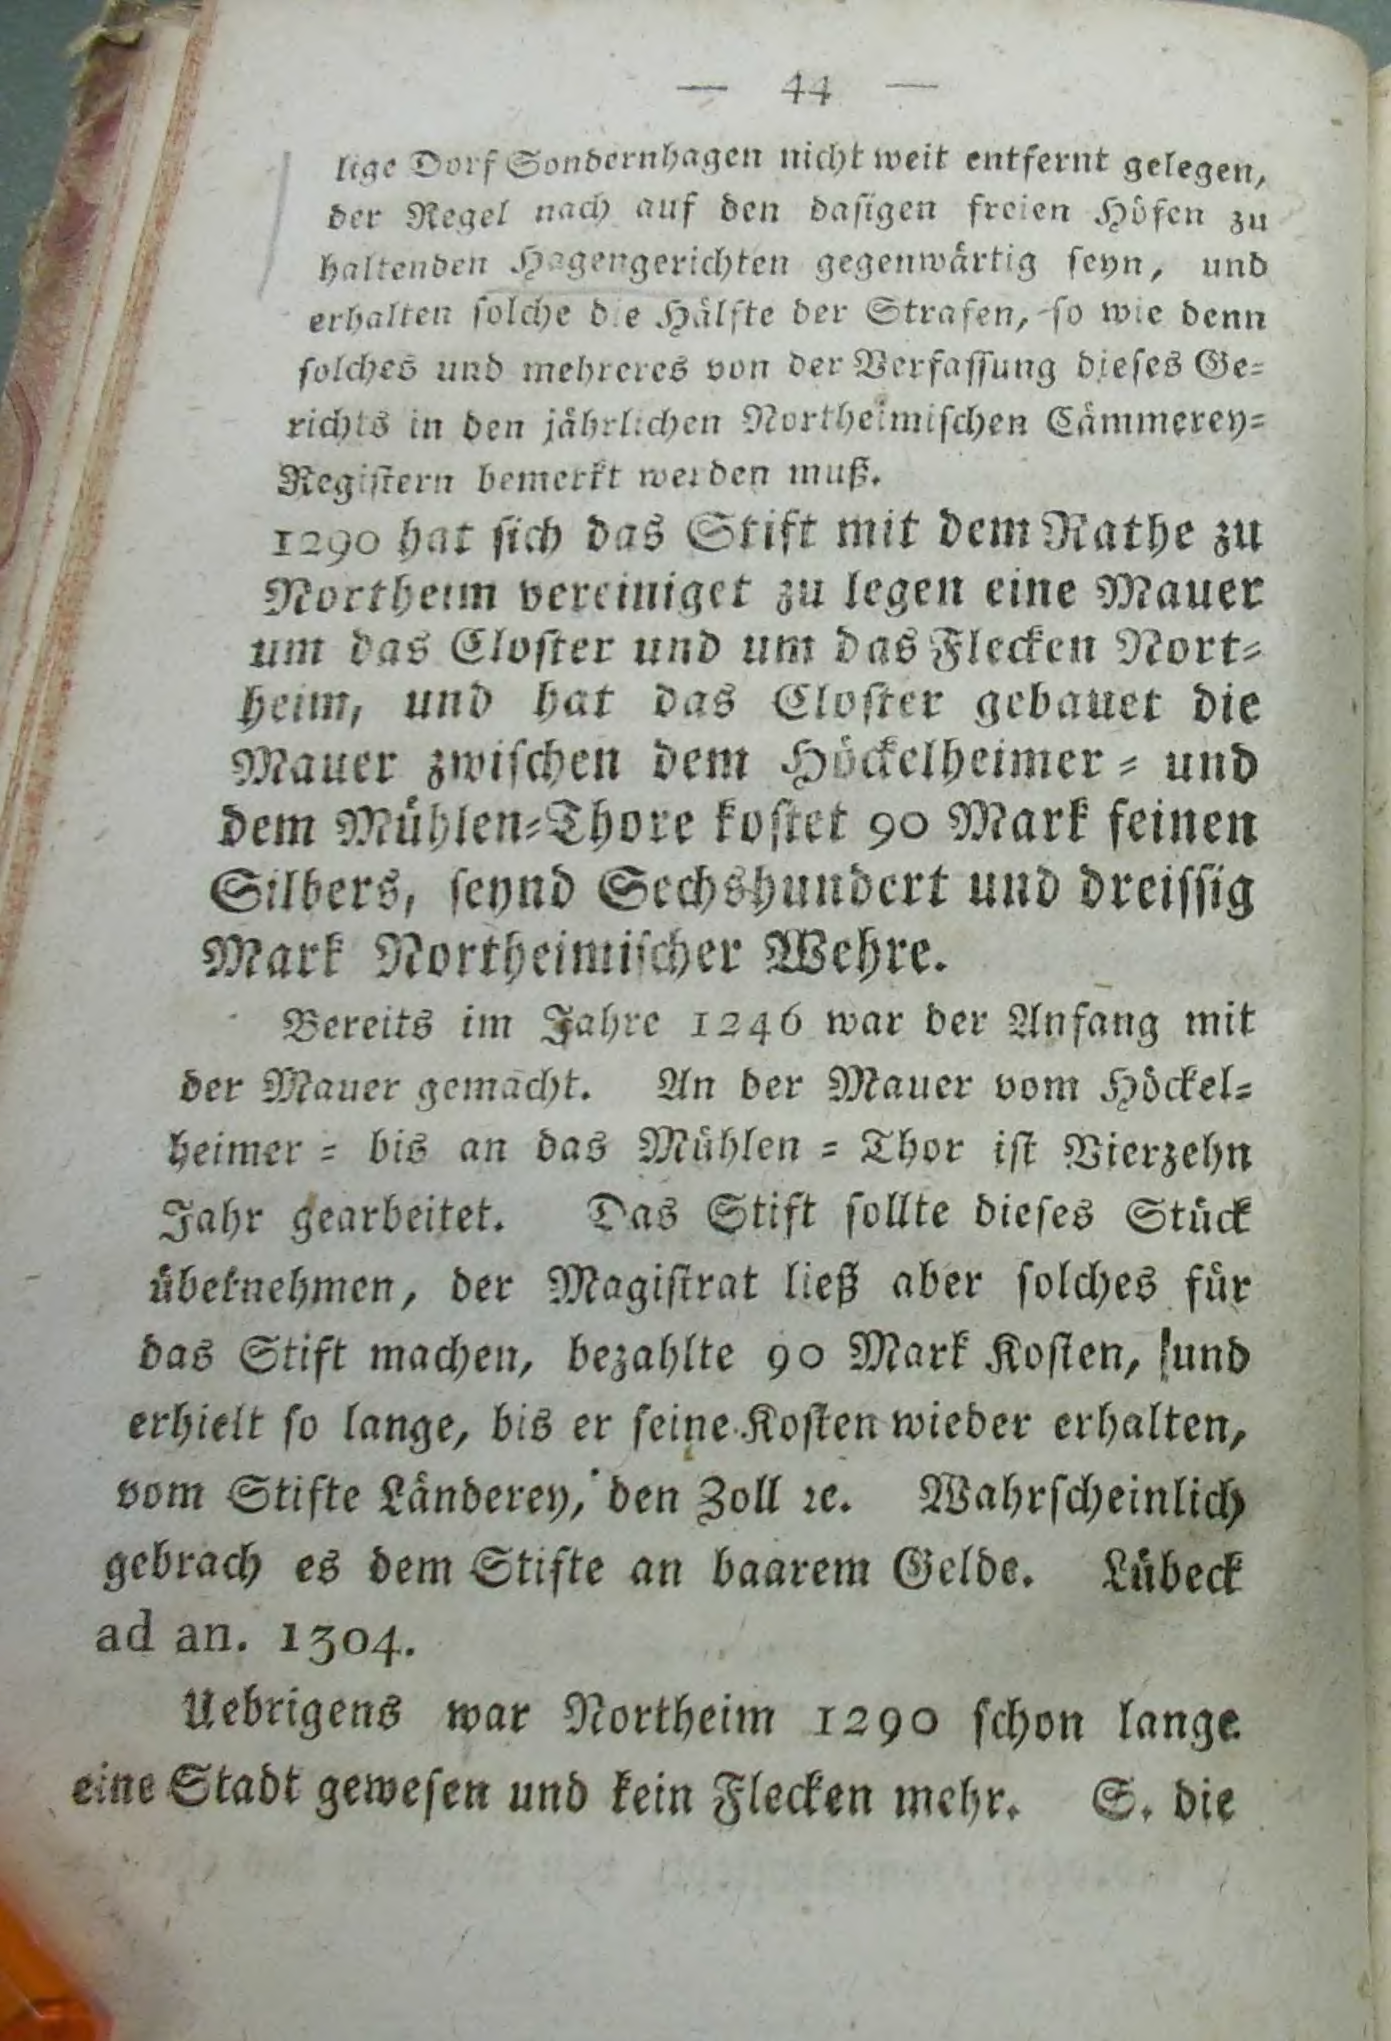 — 44 —
lige Dorf Sondernhagen nicht weit entfernt gelegen,
der Regel nach auf den dasigen freien Höfen zu
haltenden Hagengerichten gegenwärtig seyn, und
erhalten solche die Hälfte der Strafen, so wie denn
solches und mehreres von der Verfassung dieses Ge-
richts in den jährlichen Northeimischen Cämmerey-
Registern bemerkt werden muß.
1290 hat sich das Stift mit dem Rathe zu
Northeim vereiniget zu legen eine Mauer
um das Closter und um das Flecken Nort-
heim, und hat das Closter gebauet die
Mauer zwischen dem Höckelheimer- und
dem Mühlen-Thore kostet 90 Mark feinen
Silbers, seynd Sechshundert und dreissig
Mark Northeimischer Wehre.
Bereits im Jahre 1246 war der Anfang mit
der Mauer gemacht. An der Mauer vom Höckel-
heimer- bis an das Mühlen-Thor ist Vierzehn
Jahr gearbeitet. Das Stift sollte dieses Stück
übernehmen, der Magistrat ließ aber solches für
das Stift machen, bezahlte 90 Mark Kosten, und
erhielt so lange, bis er seine Kosten wieder erhalten,
vom Stifte Länderey, den Zoll ꝛc. Wahrscheinlich
gebrach es dem Stifte an baarem Gelde. Lübeck
ad an. 1304.
Uebrigens war Northeim 1290 schon lange
eine Stadt gewesen und kein Flecken mehr. S. die